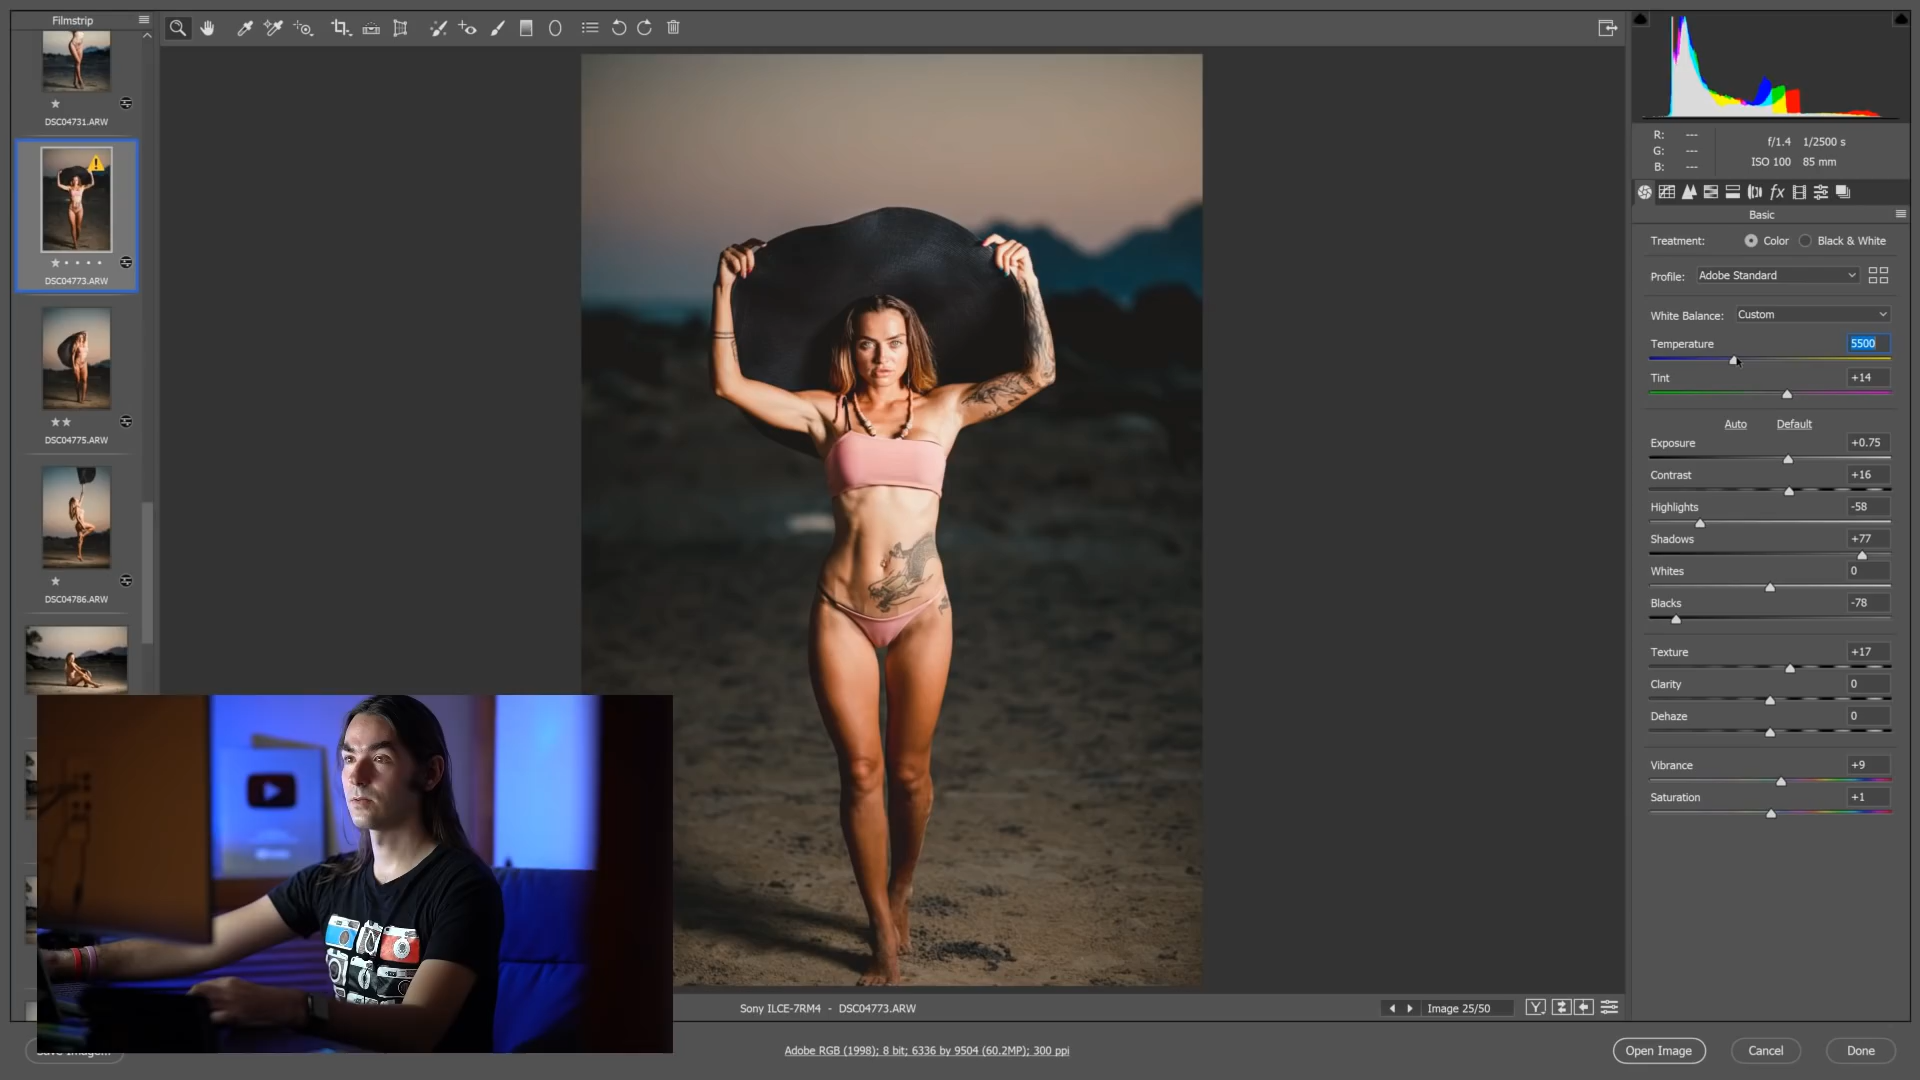 Filmstrip
DSC04731.ARW
DSC04773.ARW
DSC04775.ARW
DSC04786.ARW
R: ---
G: ---
B: ---
f/1.4 1/2500 s
ISO 100 85 mm
fx
Basic
Treatment: Color Black & White
Profile: Adobe Standard
White Balance: Custom
Temperature 5500
Tint +14
Auto Default
Exposure +0.75
Contrast +16
Highlights -58
Shadows +77
Whites 0
Blacks -78
Texture +17
Clarity 0
Dehaze 0
Vibrance +9
Saturation +1
Sony ILCE-7RM4 - DSC04773.ARW
Image 25/50
Y
Adobe RGB (1998); 8 bit; 6336 by 9504 (60.2MP); 300 ppi
Open Image Cancel Done